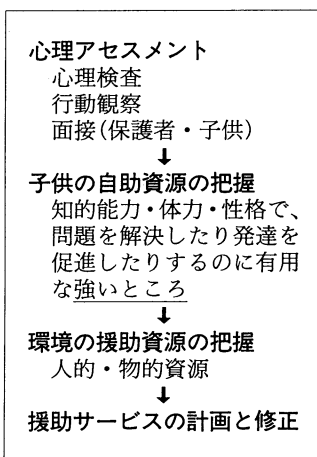 心理アセスメント
心理検査
行動観察
面接(保護者・子供)
↓
子供の自助資源の把握
知的能力・体力・性格で、
問題を解決したり発達を
促進したりするのに有用
な強いところ
↓
環境の援助資源の把握
人的・物的資源
↓
援助サービスの計画と修正